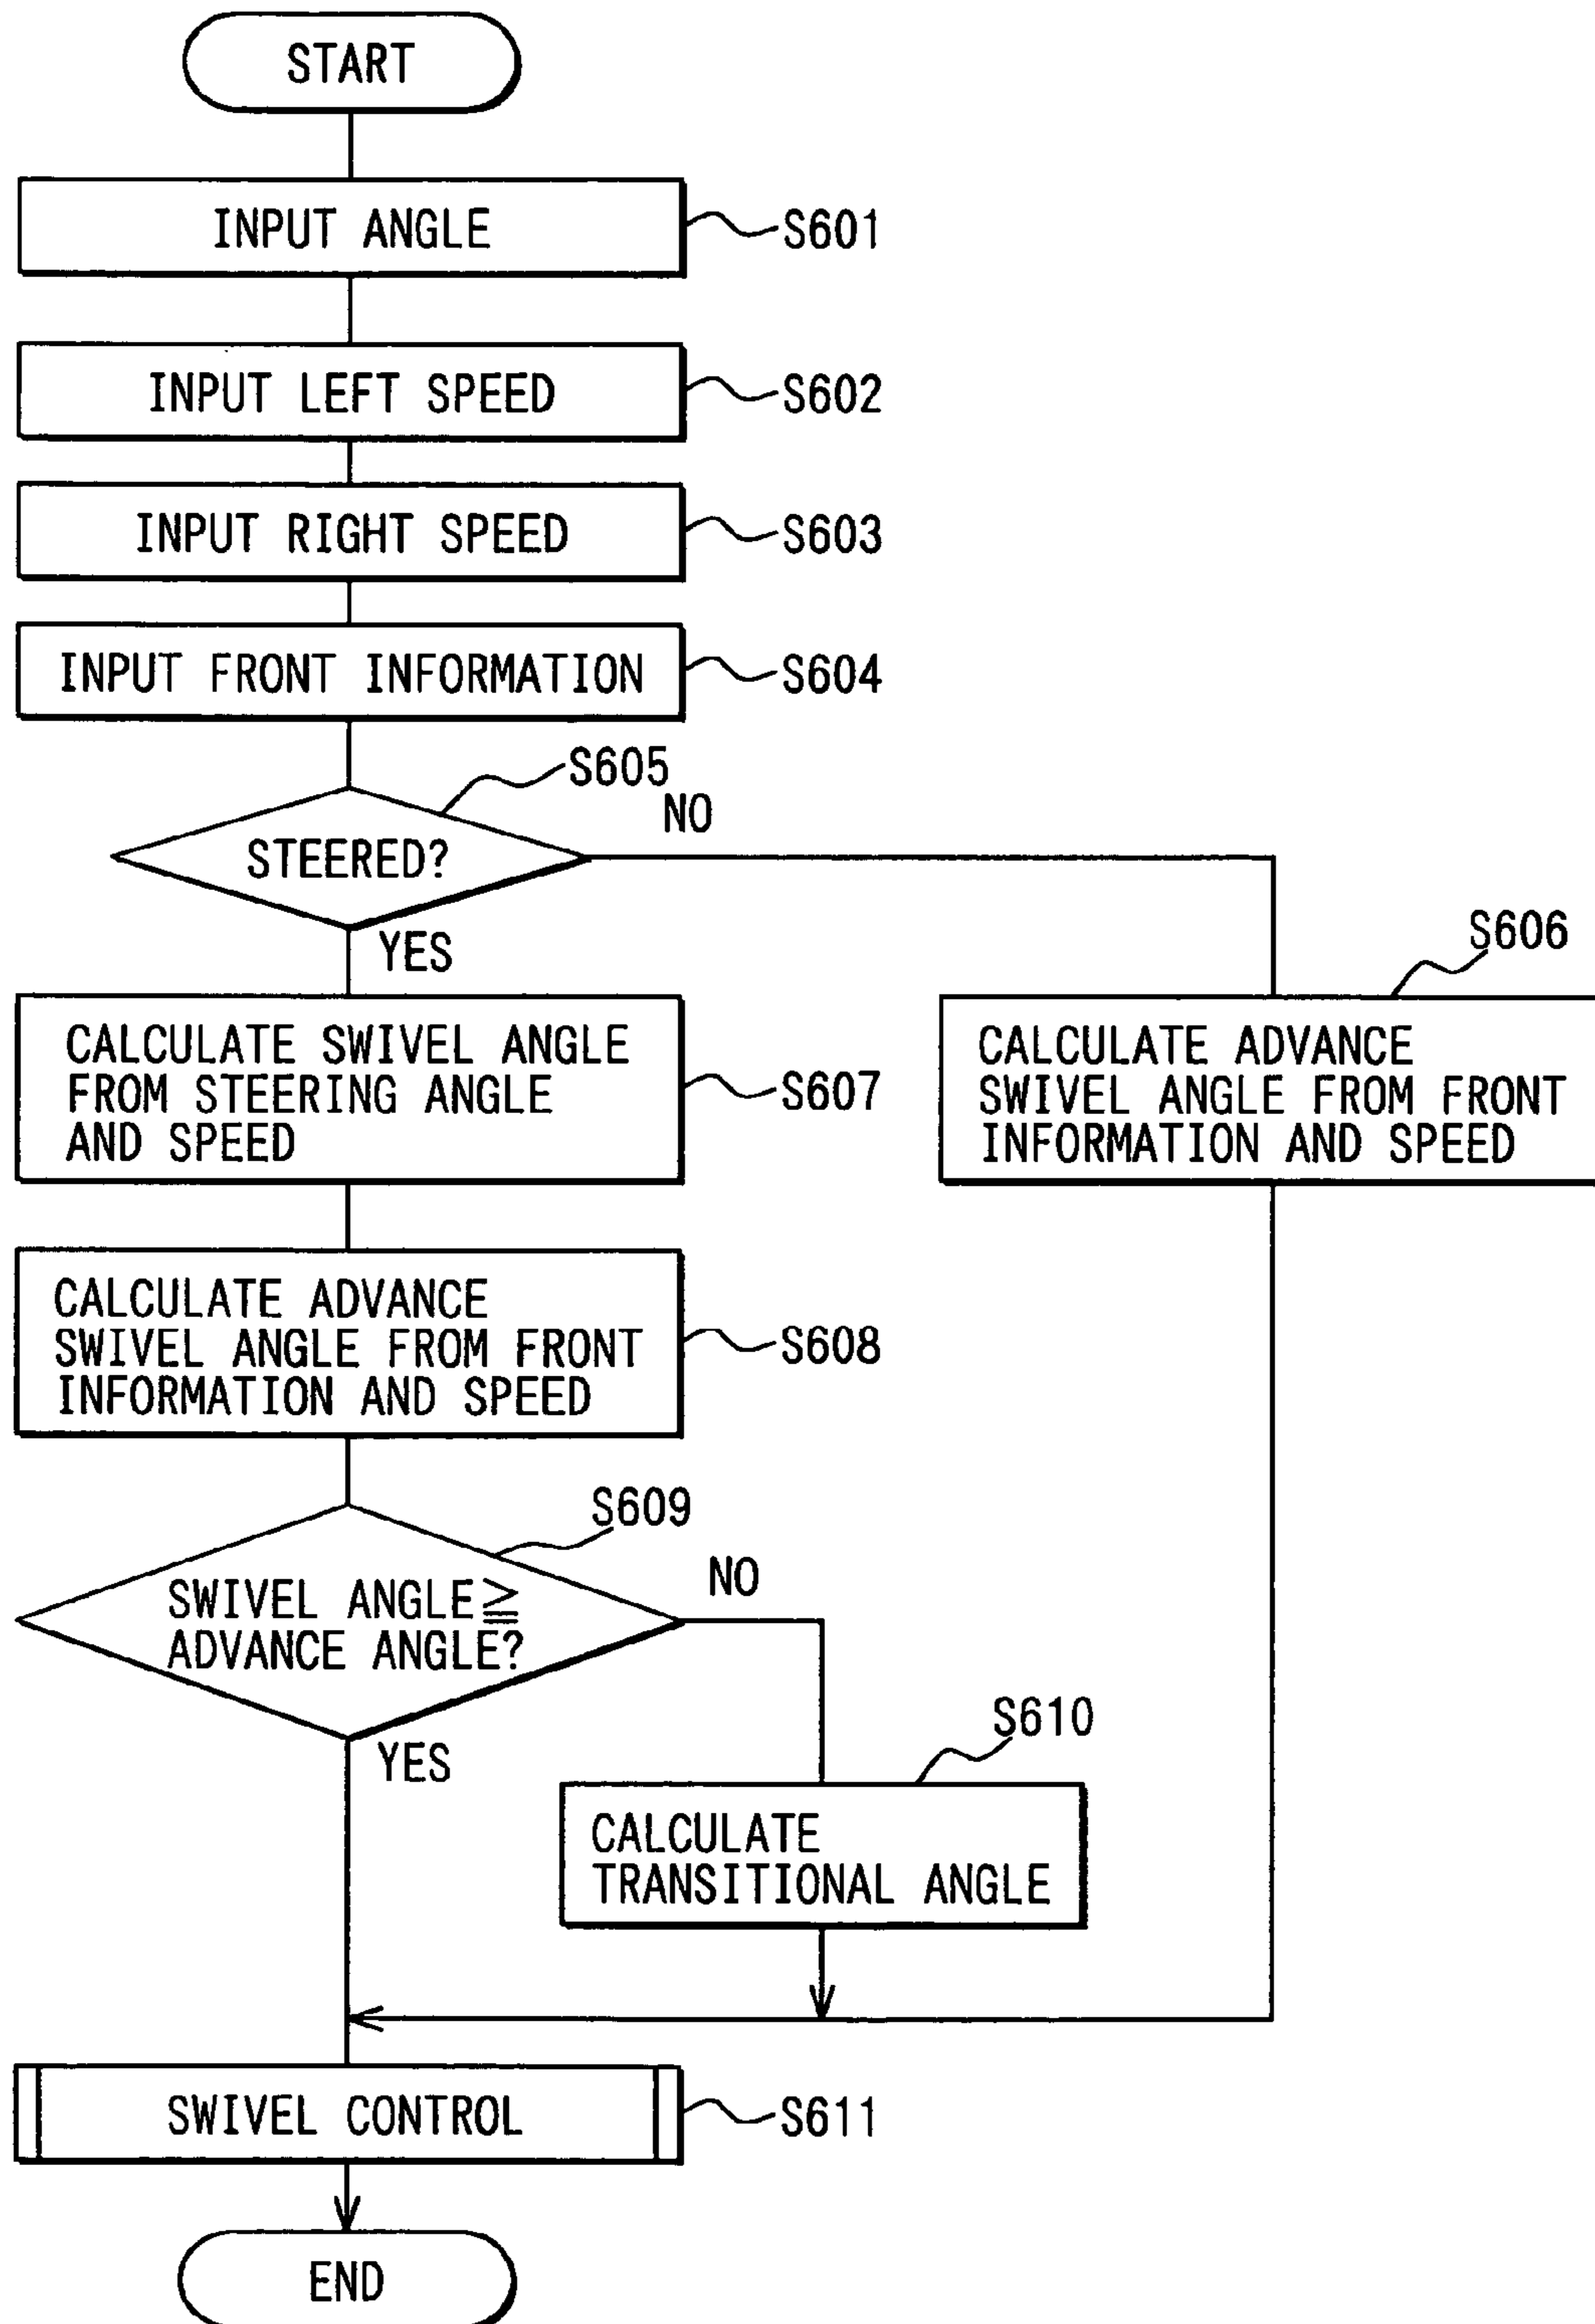 START
INPUT ANGLE
S601
INPUT LEFT SPEED
S602
INPUT RIGHT SPEED
S603
INPUT FRONT INFORMATION
S604
S605
NO
STEERED?
YES
S606
CALCULATE SWIVEL ANGLE
FROM STEERING ANGLE
AND SPEED
S607
CALCULATE ADVANCE
SWIVEL ANGLE FROM FRONT
INFORMATION AND SPEED
CALCULATE ADVANCE
SWIVEL ANGLE FROM FRONT
INFORMATION AND SPEED
S608
S609
NO
SWIVEL ANGLE≧
ADVANCE ANGLE?
YES
S610
CALCULATE
TRANSITIONAL ANGLE
SWIVEL CONTROL
S611
END